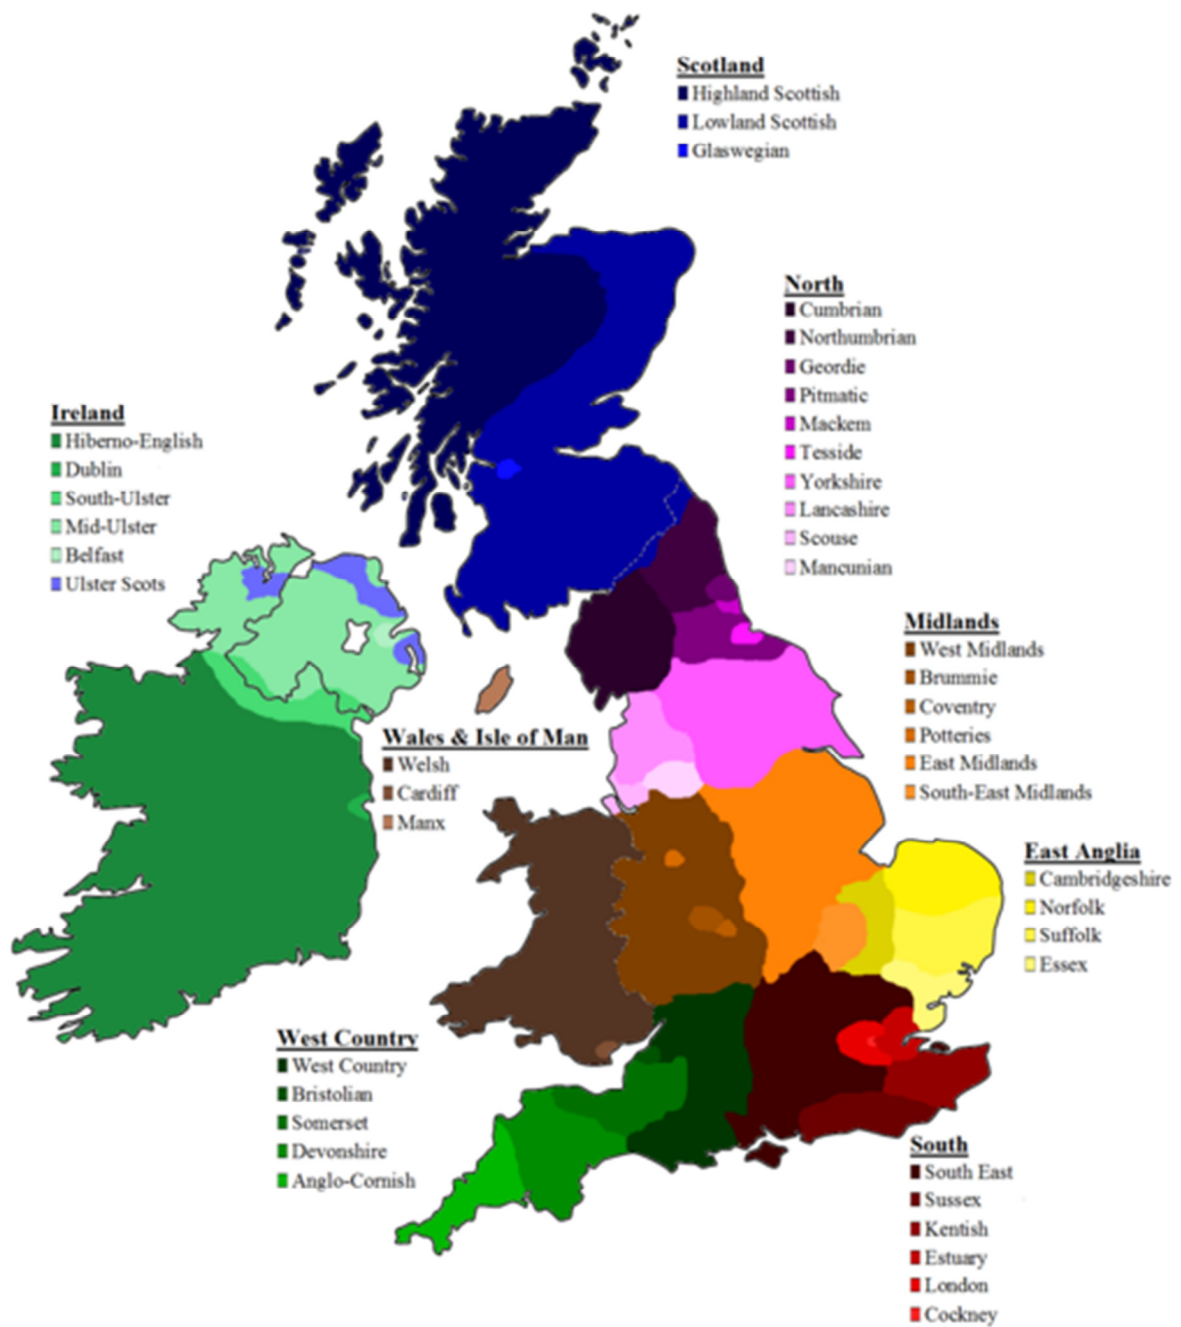 Scotland
Highland Scottish
Lowland Scottish
Glaswegian
North
Cumbrian
Northumbrian
Geordie
Pitmatic
Mackem
Tesside
Yorkshire
Lancashire
Scouse
Mancunian
Ireland
Hiberno-English
Dublin
South-Ulster
Mid-Ulster
Belfast
Ulster Scots
Midlands
West Midlands
Brummie
Coventry
Potteries
East Midlands
South-East Midlands
Wales & Isle of Man
Welsh
Cardiff
Manx
East Anglia
Cambridgeshire
Norfolk
Suffolk
Essex
West Country
West Country
Bristolian
Somerset
Devonshire
Anglo-Cornish
South
South East
Sussex
Kentish
Estuary
London
Cockney